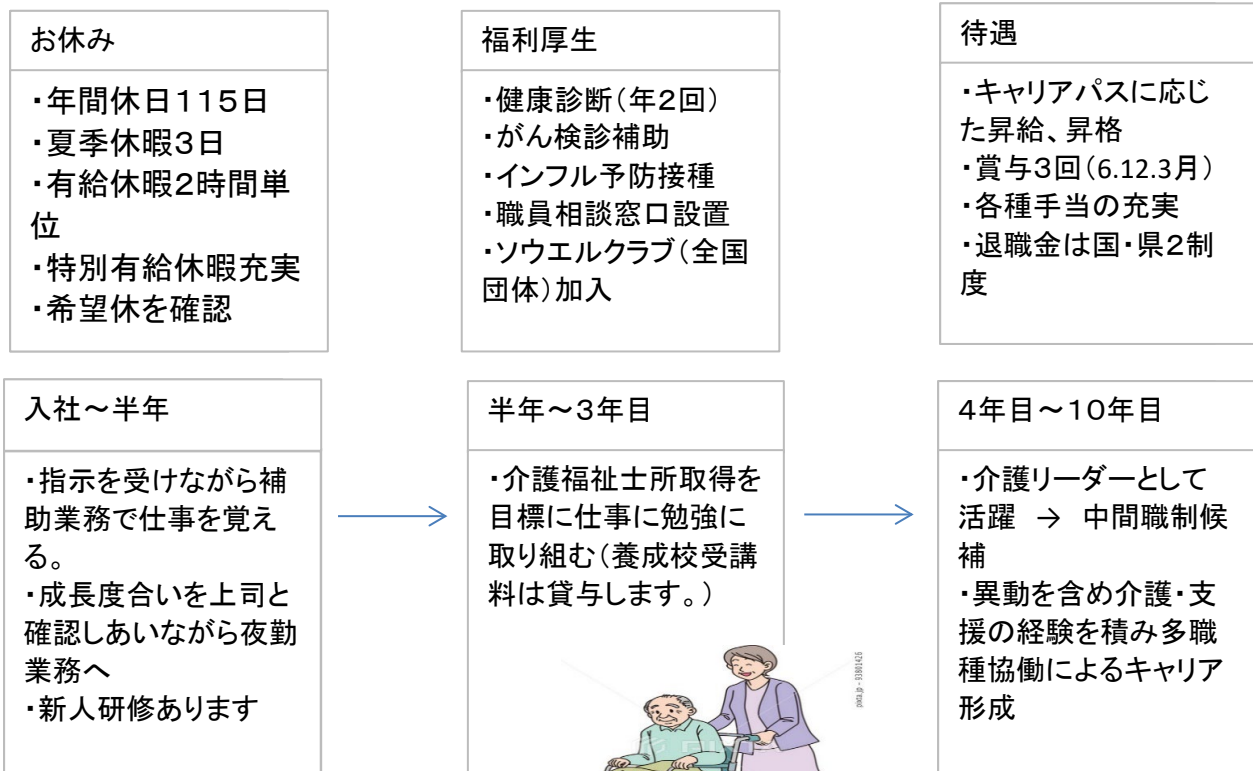 お休み
・年間休日115日
・夏季休暇3日
・有給休暇2時間単
位
・特別有給休暇充実
・希望休を確認
福利厚生
・健康診断(年2回)
・がん検診補助
・インフル予防接種
・職員相談窓口設置
・ソウエルクラブ(全国
団体)加入
待遇
・キャリアパスに応じ
た昇給、昇格
・賞与3回(6.12.3月)
・各種手当の充実
・退職金は国・県2制
度
入社~半年
・指示を受けながら補
助業務で仕事を覚え
る。
・成長度合いを上司と
確認しあいながら夜勤
業務へ
・新人研修あります
半年~3年目
・介護福祉士所取得を
目標に仕事に勉強に
取り組む(養成校受講
料は貸与します。)
pixta.jp - 93801426
4年目~10年目
・介護リーダーとして
活躍 → 中間職制候
補
・異動を含め介護・支
援の経験を積み多職
種協働によるキャリア
形成